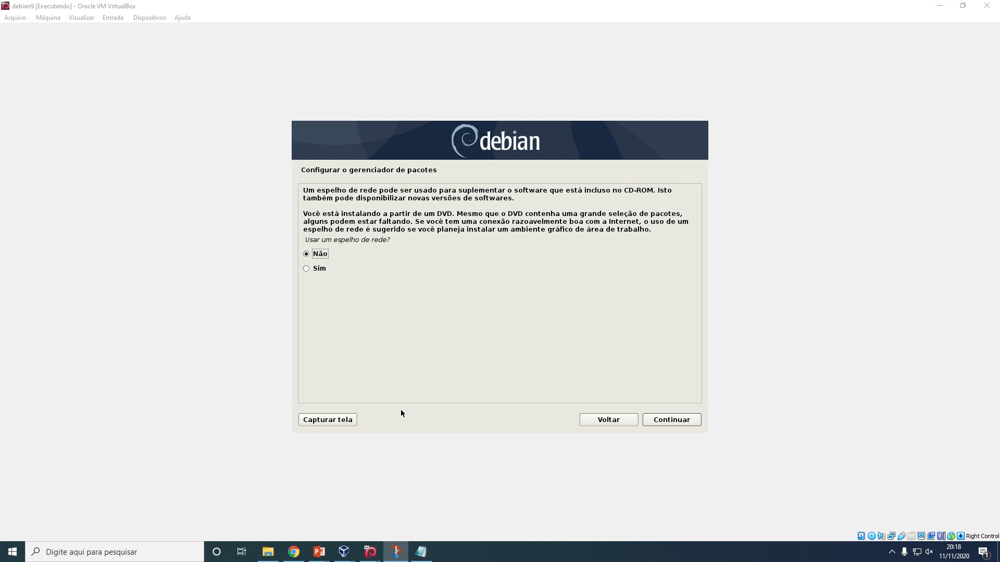 debian9 [Executando] - Oracle VM VirtualBox
Arquivo Máquina Visualizar Entrada Dispositivos Ajuda
debian
Configurar o gerenciador de pacotes
Um espelho de rede pode ser usado para suplementar o software que está incluso no CD-ROM. Isto
também pode disponibilizar novas versões de softwares.
Você está instalando a partir de um DVD. Mesmo que o DVD contenha uma grande seleção de pacotes,
alguns podem estar faltando. Se você tem uma conexão razoavelmente boa com a Internet, o uso de um
espelho de rede é sugerido se você planeja instalar um ambiente gráfico de área de trabalho.
Usar um espelho de rede?
Não
Sim
Capturar tela Voltar Continuar
Right Control
Digite aqui para pesquisar
20:18
11/11/2020
1